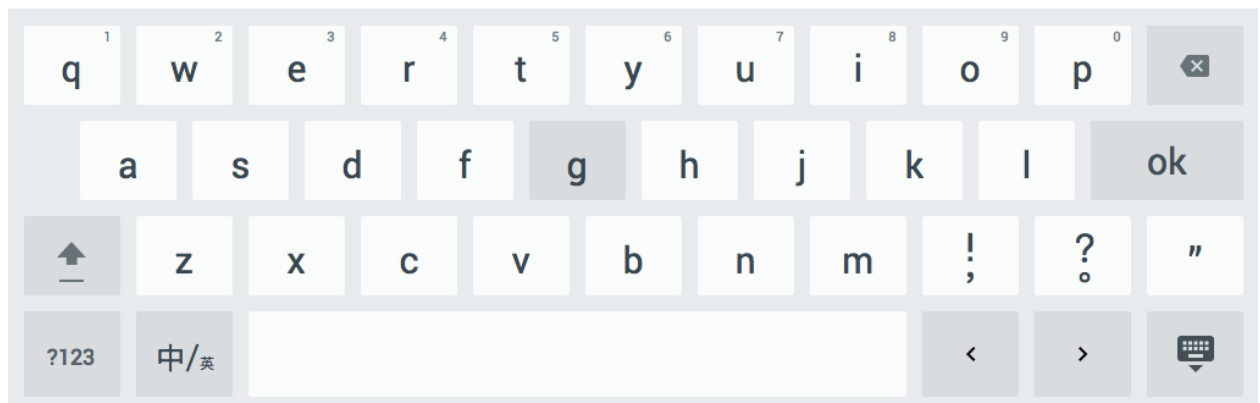 q 1 w 2 e 3 r 4 t 5 y 6 u 7 i 8 o 9 p 0
a s d f g h j k l ok
z x c v b n m ! , ? 。 ”
?123 中/英 < >